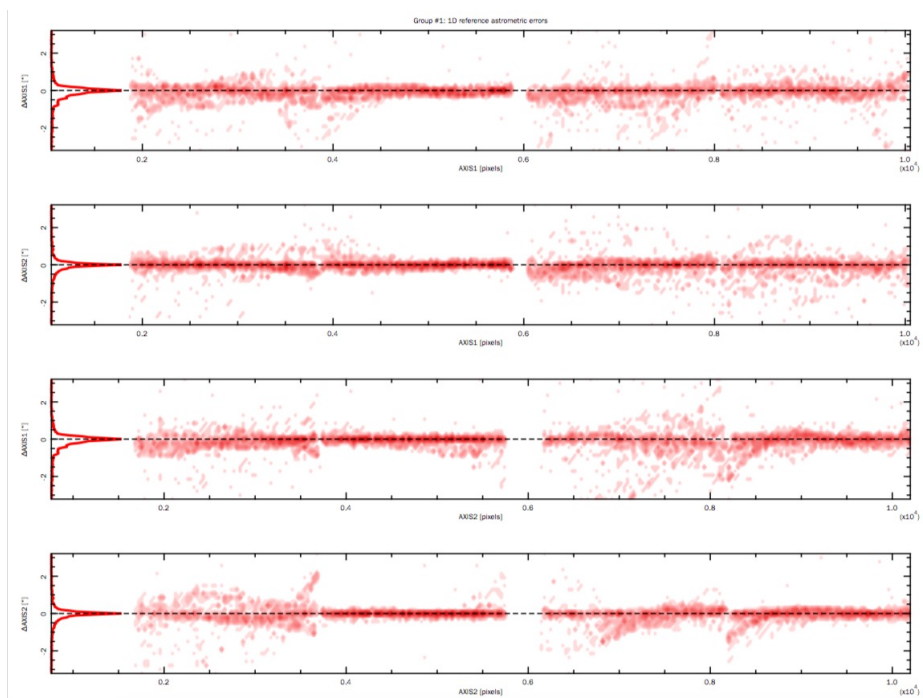 Group #1: 1D reference astrometric errors
ΔAXIS1 ["]
2
0
2
0.2
0.4
0.6
0.8
1.0
AXIS1 [pixels]
(x10⁴)
ΔAXIS2 ["]
2
0
2
0.2
0.4
0.6
0.8
1.0
AXIS1 [pixels]
(x10⁴)
ΔAXIS1 ["]
2
0
2
0.2
0.4
0.6
0.8
1.0
AXIS2 [pixels]
(x10⁴)
ΔAXIS2 ["]
2
0
2
0.2
0.4
0.6
0.8
1.0
AXIS2 [pixels]
(x10⁴)